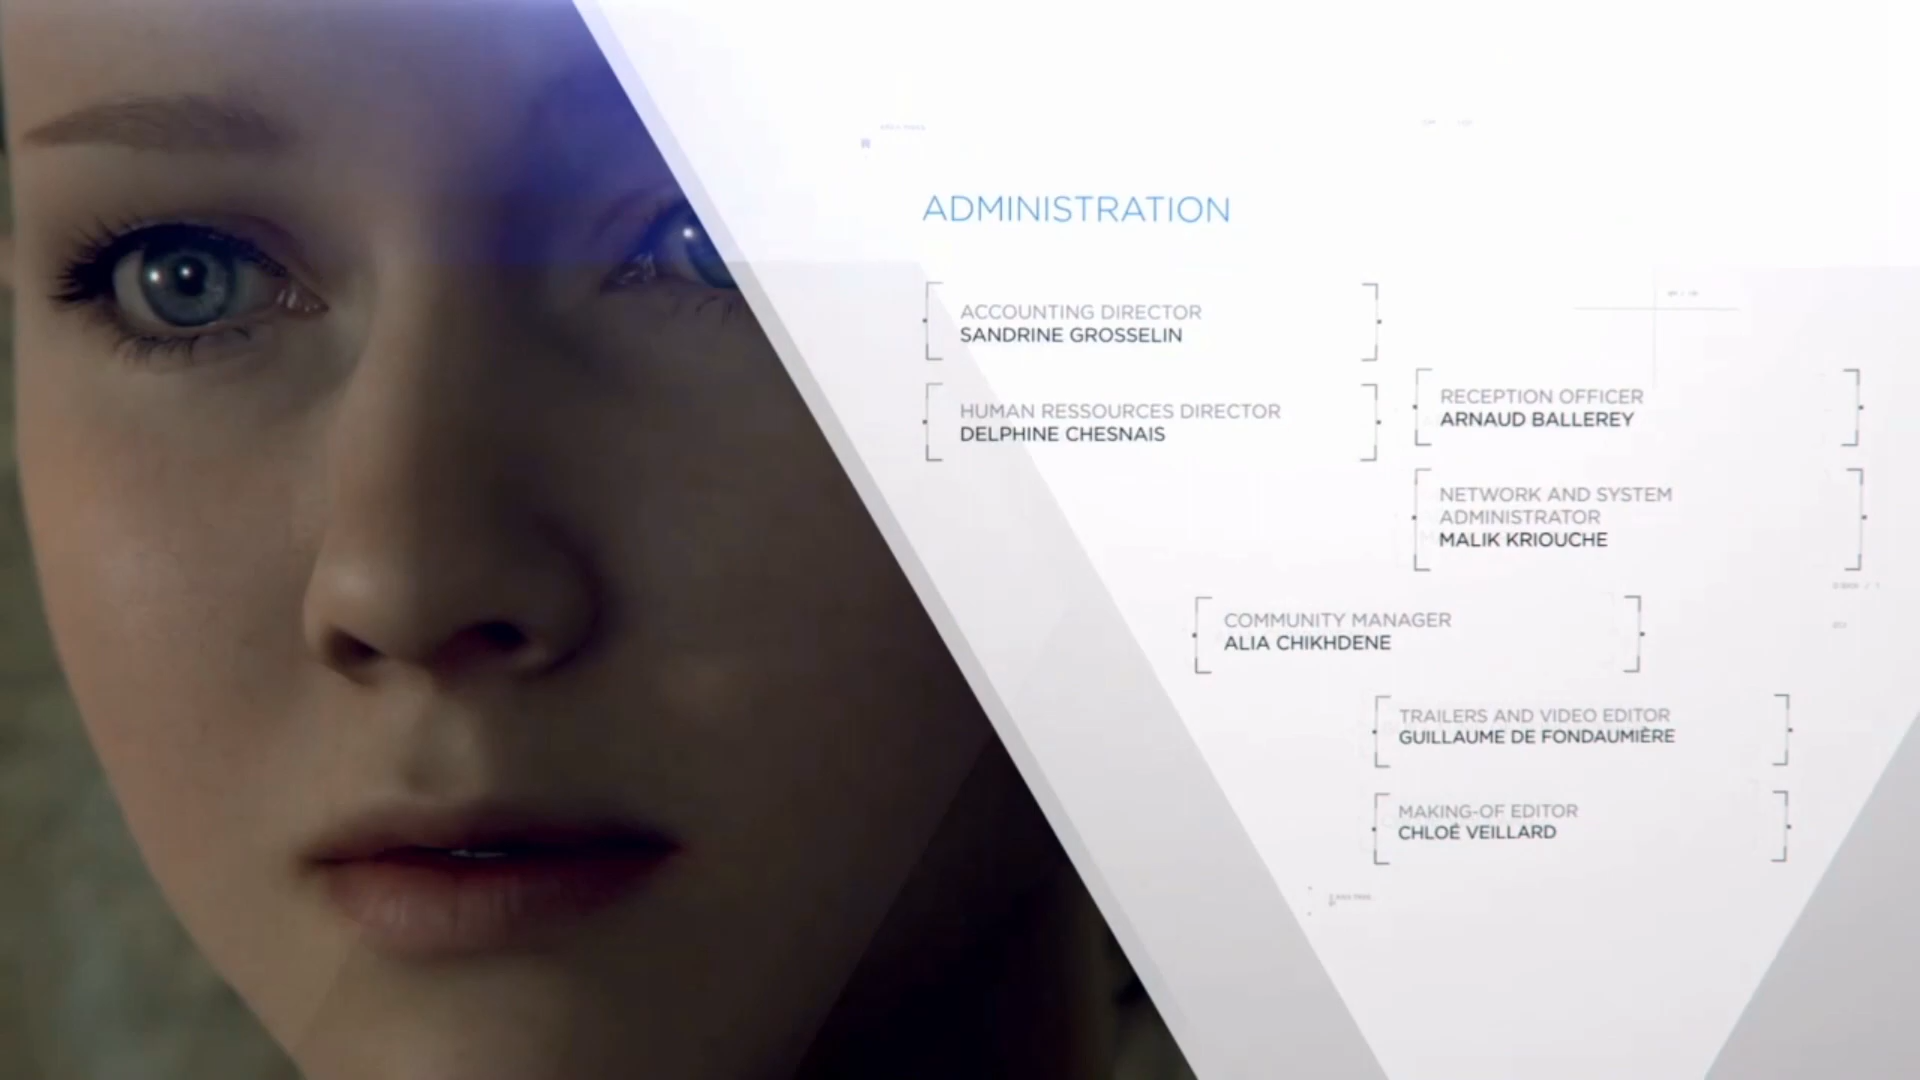 ADMINISTRATION
ACCOUNTING DIRECTOR
SANDRINE GROSSELIN
HUMAN RESSOURCES DIRECTOR
DELPHINE CHESNAIS
RECEPTION OFFICER
ARNAUD BALLEREY
NETWORK AND SYSTEM
ADMINISTRATOR
MALIK KRIOUCHE
COMMUNITY MANAGER
ALIA CHIKHDENE
TRAILERS AND VIDEO EDITOR
GUILLAUME DE FONDAUMIÈRE
MAKING-OF EDITOR
CHLOÉ VEILLARD